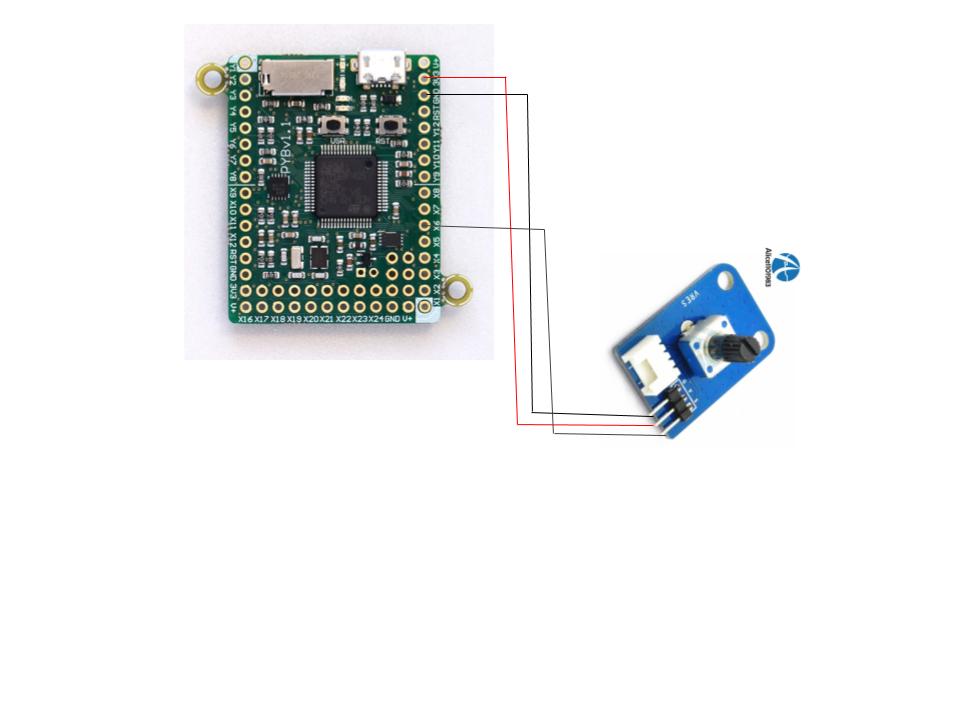 V+
3V3
GND
RST
Y12
Y11
Y10
Y9
X8
X7
X6
X5
X4
X3
X2
X1
Y1
Y2
Y3
Y4
Y5
Y6
Y7
Y8
X9
X10
X11
X12
RST
GND
3V3
V+
USR
RST
PYBv1.1
X16 X17 X18 X19 X20 X21 X22 X23 X24 GND V+
VRES
Alice1101983